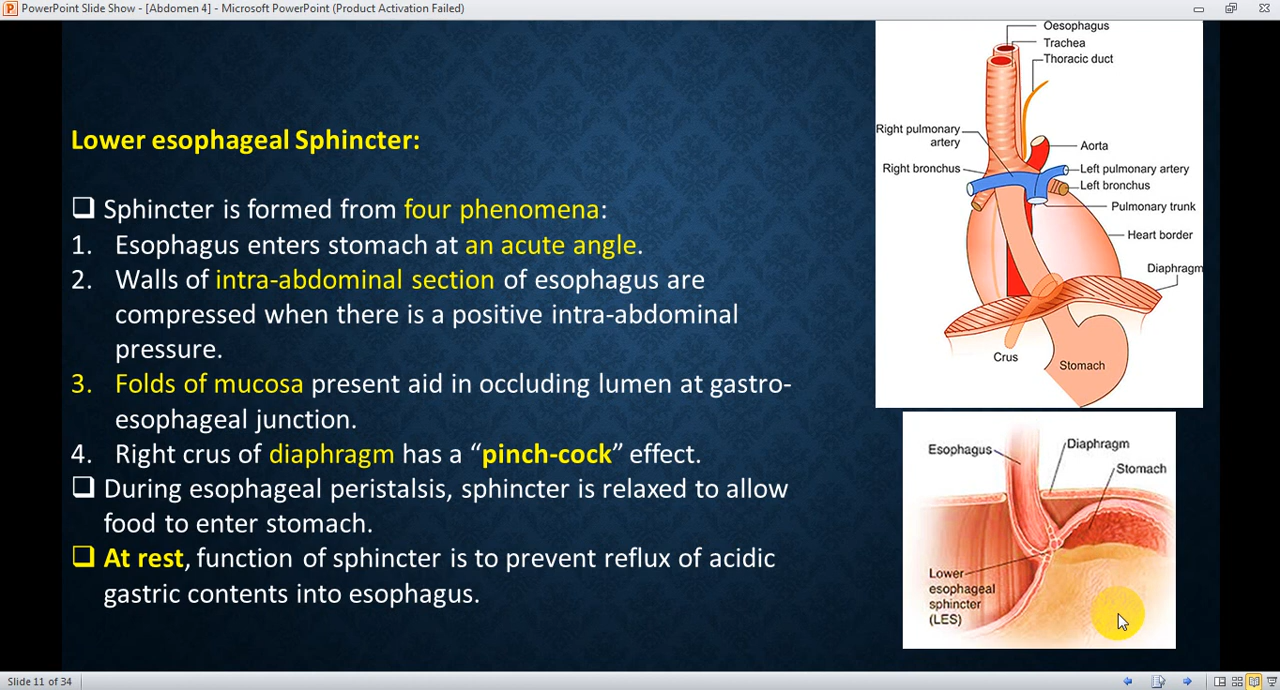 PowerPoint Slide Show - [Abdomen 4] - Microsoft PowerPoint (Product Activation Failed)
Lower esophageal Sphincter:
❑ Sphincter is formed from four phenomena:
1. Esophagus enters stomach at an acute angle.
2. Walls of intra-abdominal section of esophagus are
compressed when there is a positive intra-abdominal
pressure.
3. Folds of mucosa present aid in occluding lumen at gastro-
esophageal junction.
4. Right crus of diaphragm has a “pinch-cock” effect.
❑ During esophageal peristalsis, sphincter is relaxed to allow
food to enter stomach.
❑ At rest, function of sphincter is to prevent reflux of acidic
gastric contents into esophagus.
Oesophagus
Trachea
Thoracic duct
Right pulmonary
artery
Aorta
Right bronchus
Left pulmonary artery
Left bronchus
Pulmonary trunk
Heart border
Diaphragm
Crus
Stomach
Esophagus
Diaphragm
Stomach
Lower
esophageal
sphincter
(LES)
Slide 11 of 34